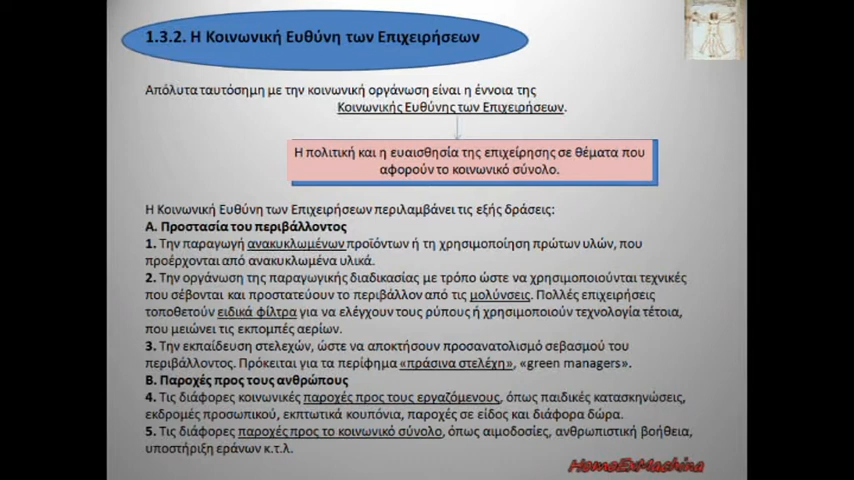 1.3.2. Η Κοινωνική Ευθύνη των Επιχειρήσεων
Απόλυτα ταυτόσημη με την κοινωνική οργάνωση είναι η έννοια της
Κοινωνικής Ευθύνης των Επιχειρήσεων.
Η πολιτική και η ευαισθησία της επιχείρησης σε θέματα που
αφορούν το κοινωνικό σύνολο.
Η Κοινωνική Ευθύνη των Επιχειρήσεων περιλαμβάνει τις εξής δράσεις:
Α. Προστασία του περιβάλλοντος
1. Την παραγωγή ανακυκλωμένων προϊόντων ή τη χρησιμοποίηση πρώτων υλών, που
προέρχονται από ανακυκλωμένα υλικά.
2. Την οργάνωση της παραγωγικής διαδικασίας με τρόπο ώστε να χρησιμοποιούνται τεχνικές
που σέβονται και προστατεύουν το περιβάλλον από τις μολύνσεις. Πολλές επιχειρήσεις
τοποθετούν ειδικά φίλτρα για να ελέγχουν τους ρύπους ή χρησιμοποιούν τεχνολογία τέτοια,
που μειώνει τις εκπομπές αερίων.
3. Την εκπαίδευση στελεχών, ώστε να αποκτήσουν προσανατολισμό σεβασμού του
περιβάλλοντος. Πρόκειται για τα περίφημα «πράσινα στελέχη», «green managers».
Β. Παροχές προς τους ανθρώπους
4. Τις διάφορες κοινωνικές παροχές προς τους εργαζόμενους, όπως παιδικές κατασκηνώσεις,
εκδρομές προσωπικού, εκπτωτικά κουπόνια, παροχές σε είδος και διάφορα δώρα.
5. Τις διάφορες παροχές προς το κοινωνικό σύνολο, όπως αιμοδοσίες, ανθρωπιστική βοήθεια,
υποστήριξη εράνων κ.τ.λ.
HomoExMachina